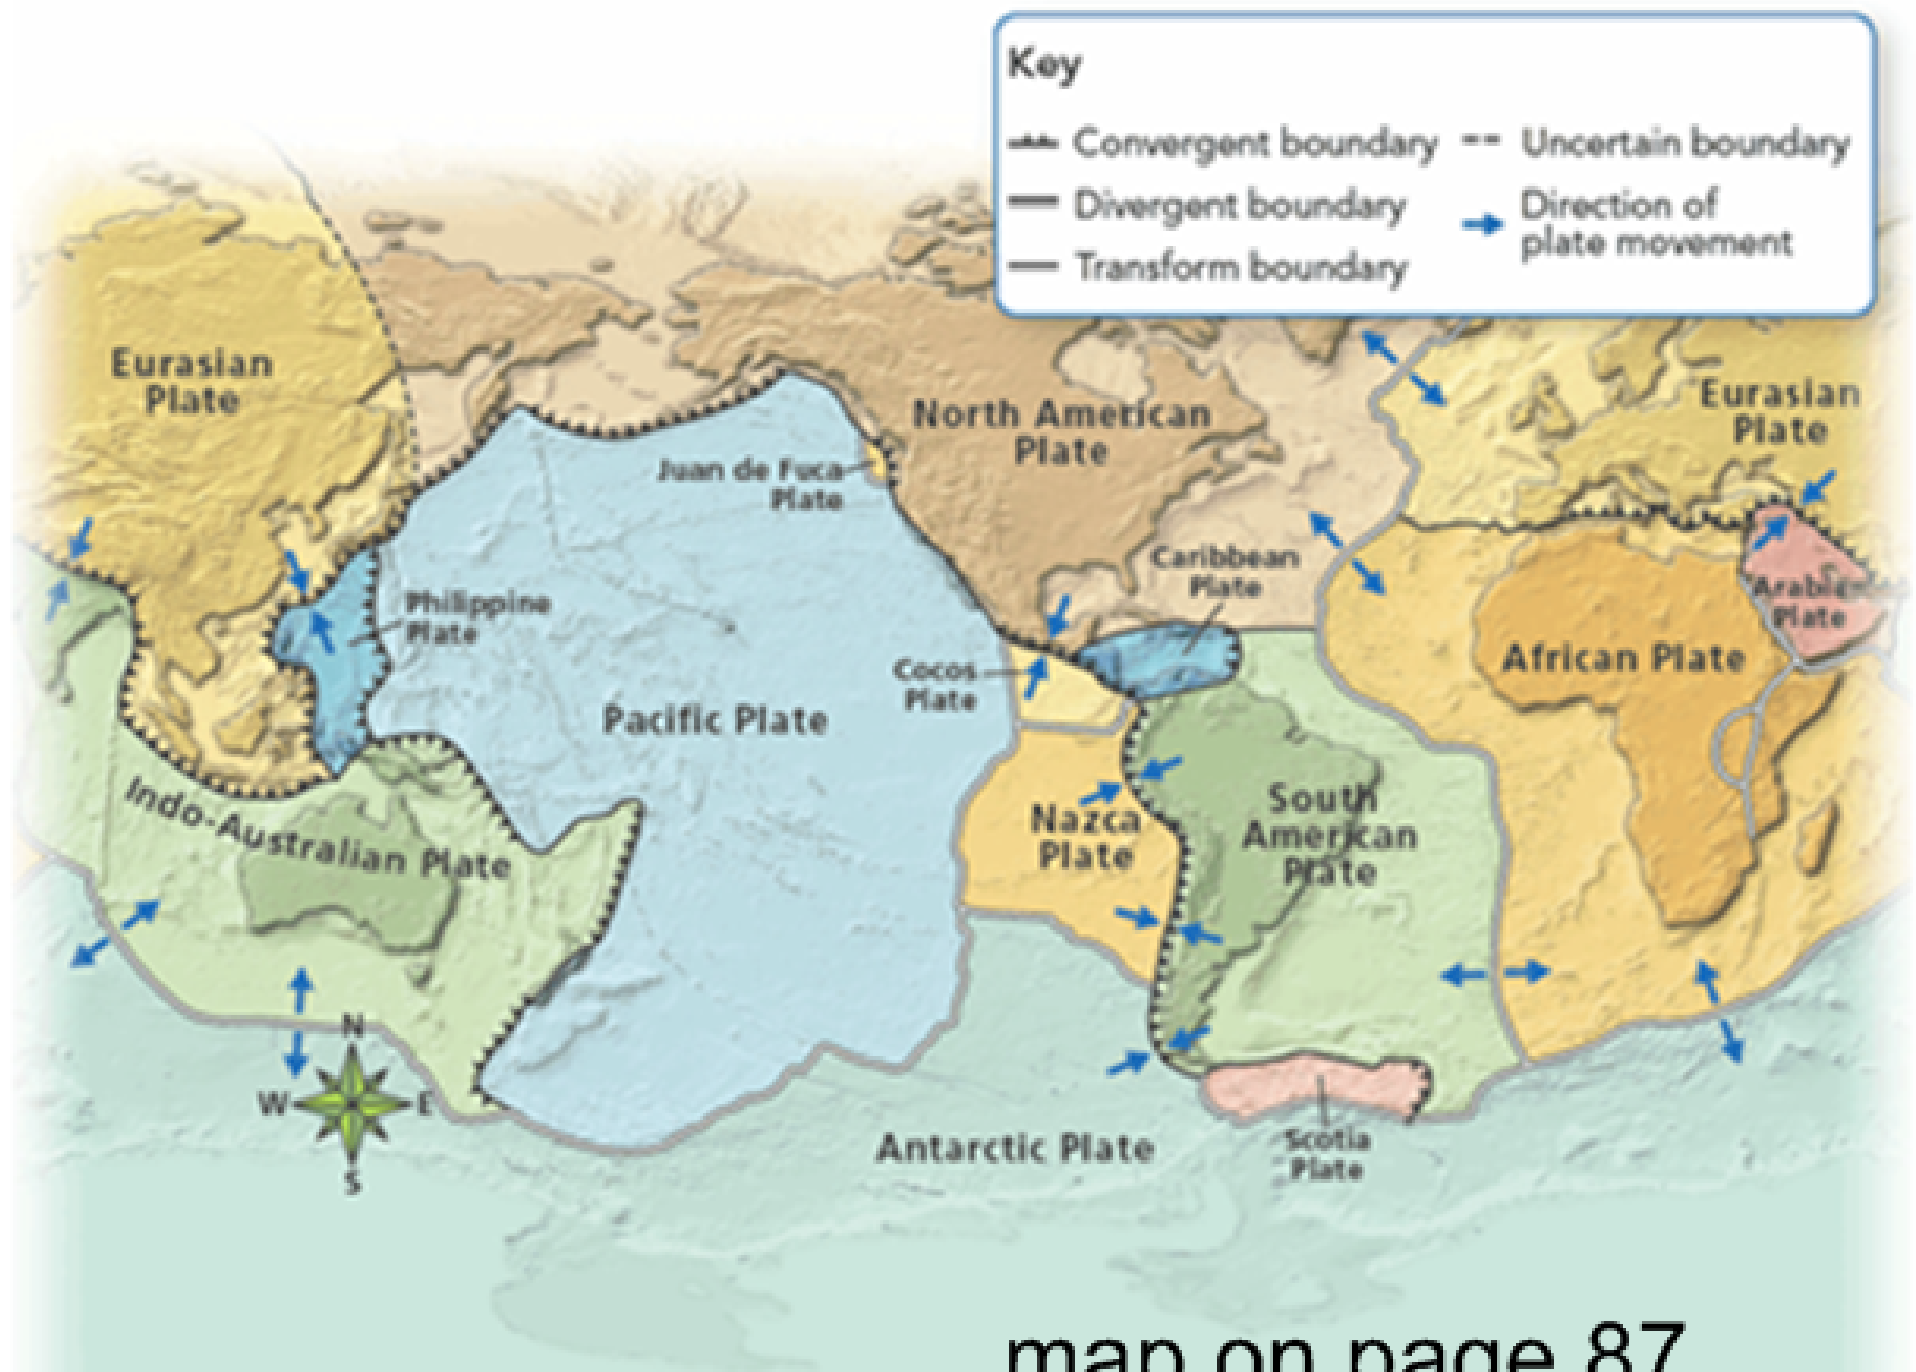 Key
Convergent boundary
Divergent boundary
Transform boundary
Uncertain boundary
Direction of
plate movement
Eurasian
Plate
North American
Plate
Eurasian
Plate
Juan de Fuca
Plate
Caribbean
Plate
Arabian
Plate
Philippine
Plate
African Plate
Cocos
Plate
Pacific Plate
Indo-Australian Plate
Nazca
Plate
South
American
Plate
N
W
E
S
Antarctic Plate
Scotia
Plate
map on page 87